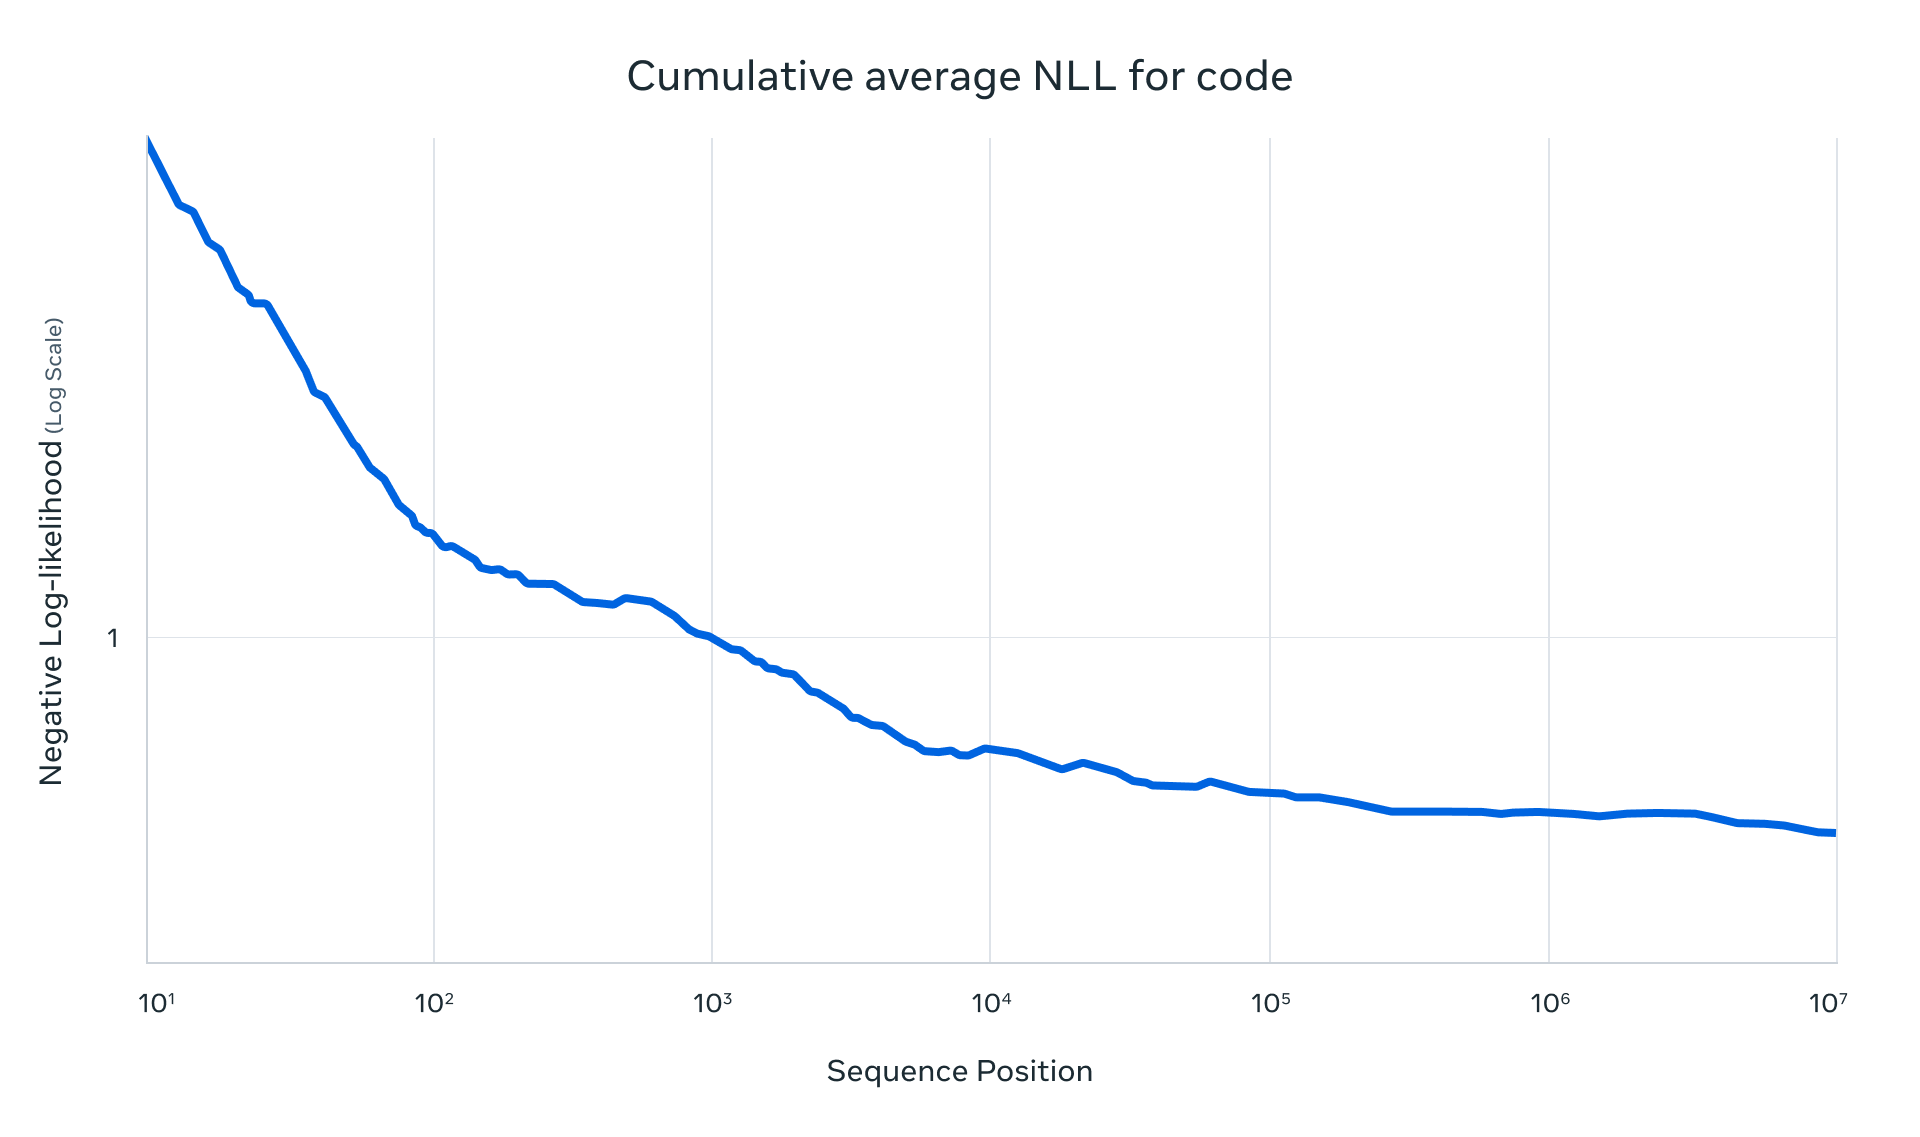 Cumulative average NLL for code
Negative Log-likelihood (Log Scale)
1
10¹ 10² 10³ 10⁴ 10⁵ 10⁶ 10⁷
Sequence Position